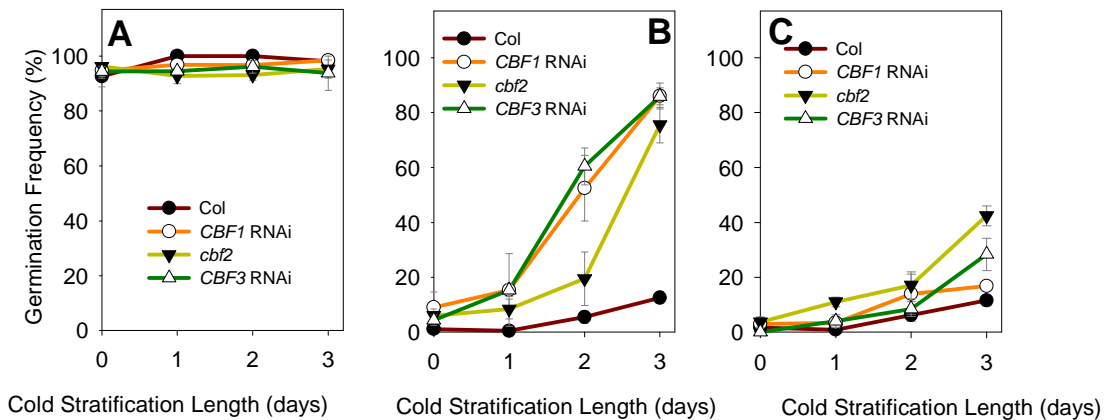 A
B
C
Germination Frequency (%)
100
80
60
40
20
0
Col
CBF1 RNAi
cbf2
CBF3 RNAi
0 1 2 3
Cold Stratification Length (days)
100
80
60
40
20
0
Col
CBF1 RNAi
cbf2
CBF3 RNAi
0 1 2 3
Cold Stratification Length (days)
100
80
60
40
20
0
Col
CBF1 RNAi
cbf2
CBF3 RNAi
0 1 2 3
Cold Stratification Length (days)